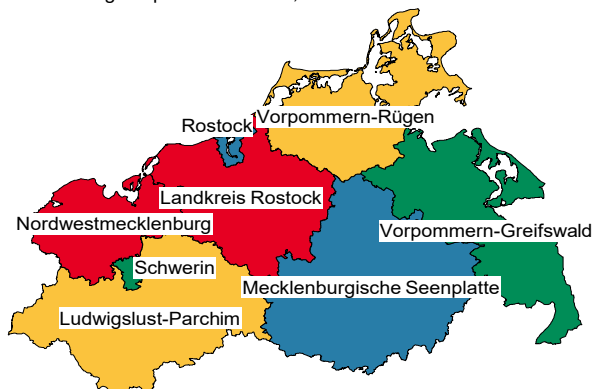 Rostock
Vorpommern-Rügen
Landkreis Rostock
Nordwestmecklenburg
Vorpommern-Greifswald
Schwerin
Mecklenburgische Seenplatte
Ludwigslust-Parchim